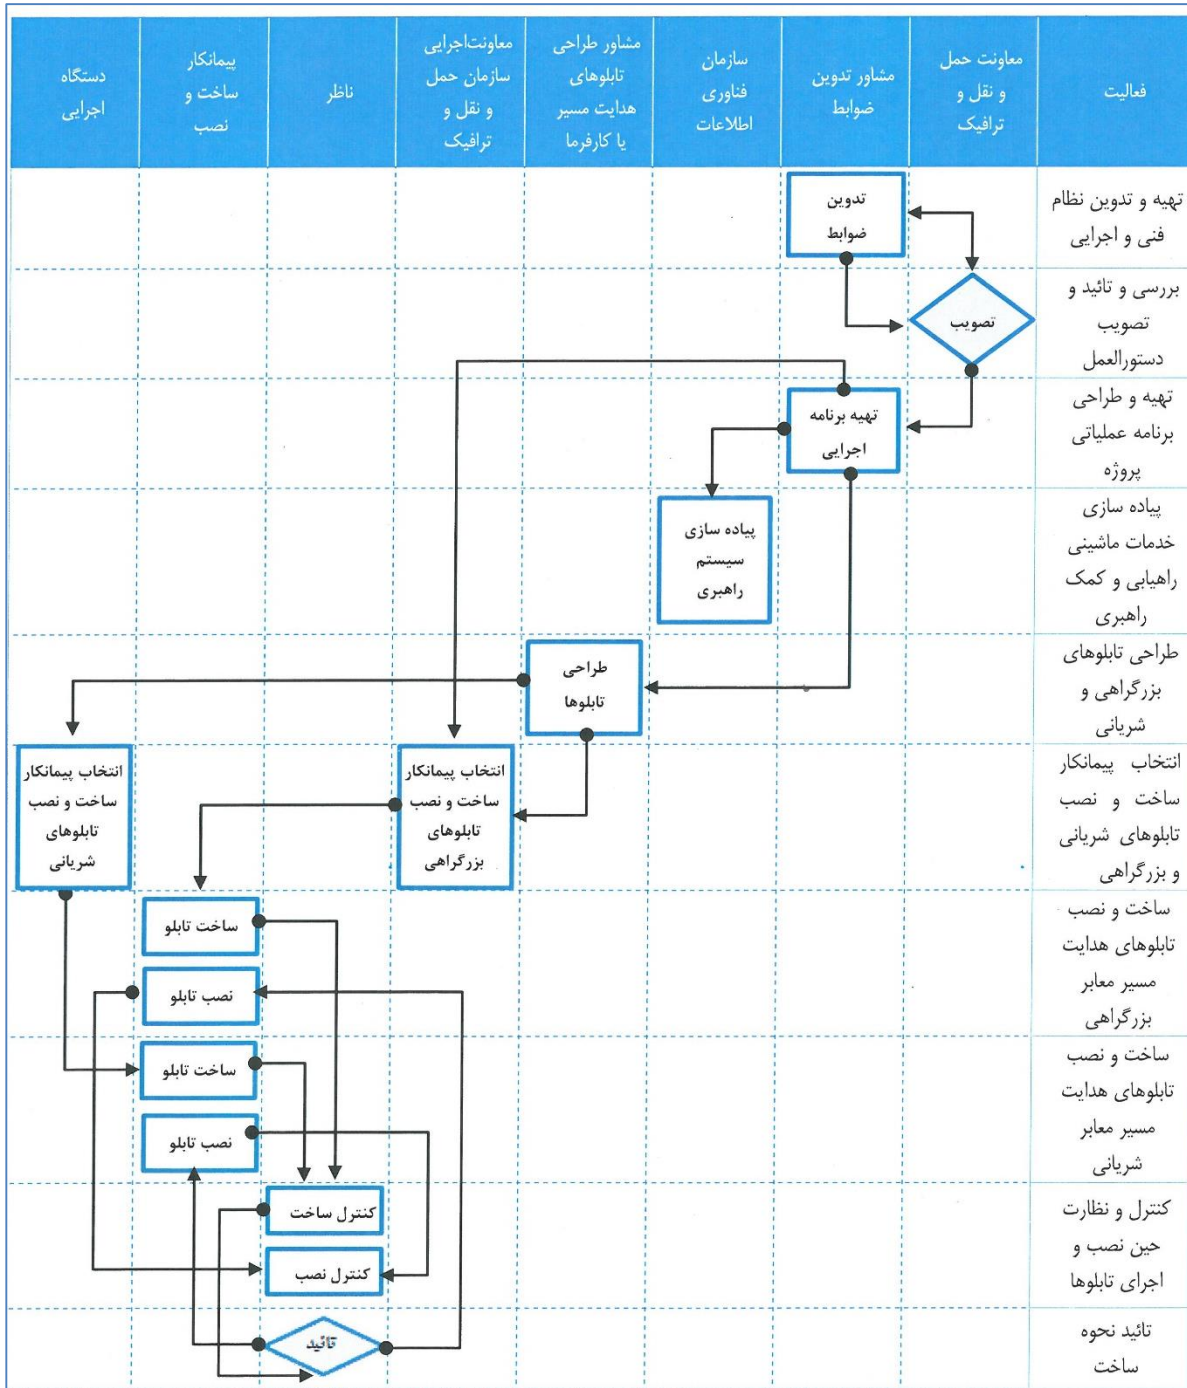 فعالیت
معاونت حمل
و نقل و
ترافیک
مشاور تدوین
ضوابط
سازمان
فناوری
اطلاعات
مشاور طراحی
تابلوهای
هدایت مسیر
یا کارفرما
معاونت‌اجرایی
سازمان حمل
و نقل و
ترافیک
ناظر
پیمانکار
ساخت و
نصب
دستگاه
اجرایی
تهیه و تدوین نظام
فنی و اجرایی
تدوین
ضوابط
بررسی و تائید و
تصویب
دستورالعمل
تصویب
تهیه و طراحی
برنامه عملیاتی
پروژه
تهیه برنامه
اجرایی
پیاده سازی
خدمات ماشینی
راهیابی و کمک
راهبری
پیاده سازی
سیستم
راهبری
طراحی تابلوهای
بزرگراهی و
شریانی
طراحی
تابلوها
انتخاب پیمانکار
ساخت و نصب
تابلوهای شریانی
و بزرگراهی
انتخاب پیمانکار
ساخت و نصب
تابلوهای
بزرگراهی
انتخاب پیمانکار
ساخت و نصب
تابلوهای
شریانی
ساخت و نصب
تابلوهای هدایت
مسیر معابر
بزرگراهی
ساخت تابلو
نصب تابلو
ساخت و نصب
تابلوهای هدایت
مسیر معابر
شریانی
ساخت تابلو
نصب تابلو
کنترل و نظارت
حین نصب و
اجرای تابلوها
کنترل ساخت
کنترل نصب
تائید نحوه
ساخت
تائید